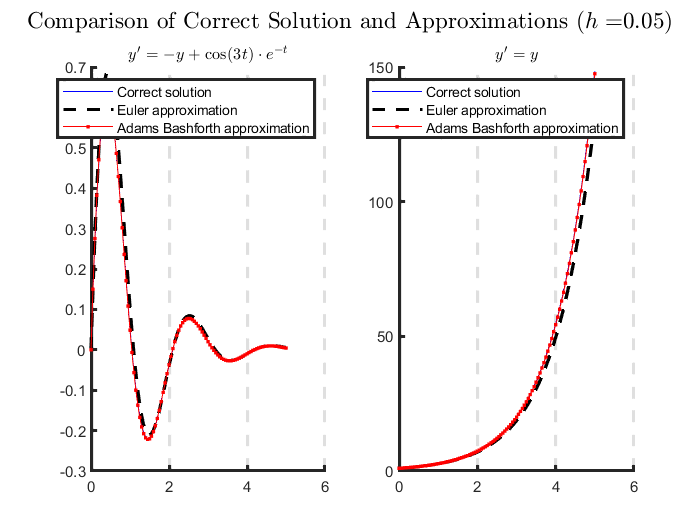 Comparison of Correct Solution and Approximations (h =0.05)
y′ = −y + cos(3t) · e^{−t}
0.7
Correct solution
Euler approximation
Adams Bashforth approximation
0.5
0.4
0.3
0.2
0.1
0
-0.1
-0.2
-0.3
0
2
4
6
y′ = y
150
Correct solution
Euler approximation
Adams Bashforth approximation
100
50
0
0
2
4
6